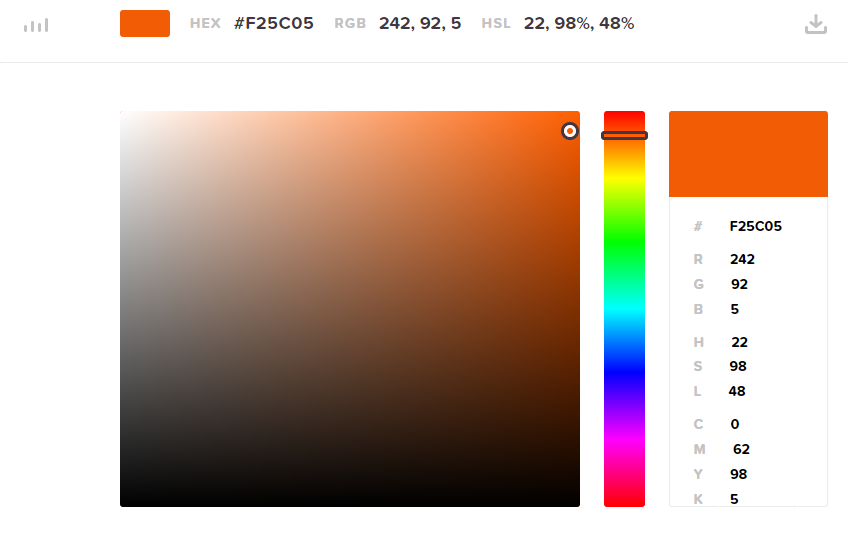 HEX #F25C05 RGB 242, 92, 5 HSL 22, 98%, 48%
# F25C05
R 242
G 92
B 5
H 22
S 98
L 48
C 0
M 62
Y 98
K 5